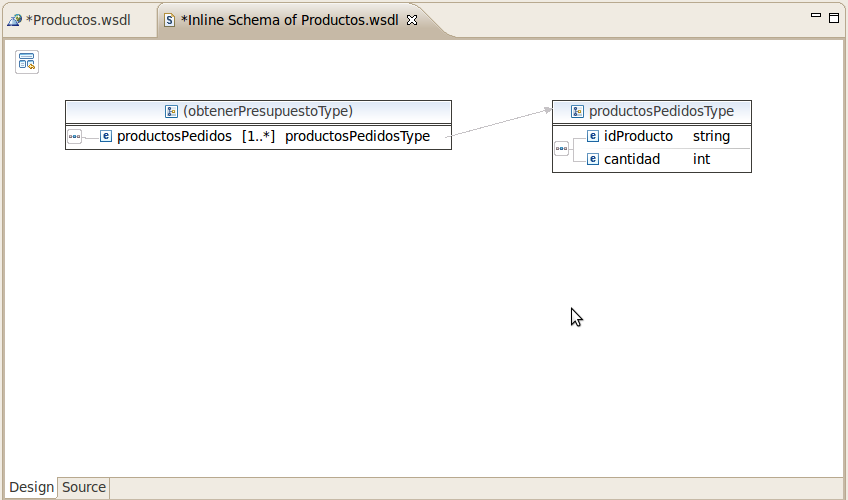 *Productos.wsdl
*Inline Schema of Productos.wsdl
(obtenerPresupuestoType)
productosPedidos [1..*] productosPedidosType
productosPedidosType
idProducto string
cantidad int
Design Source